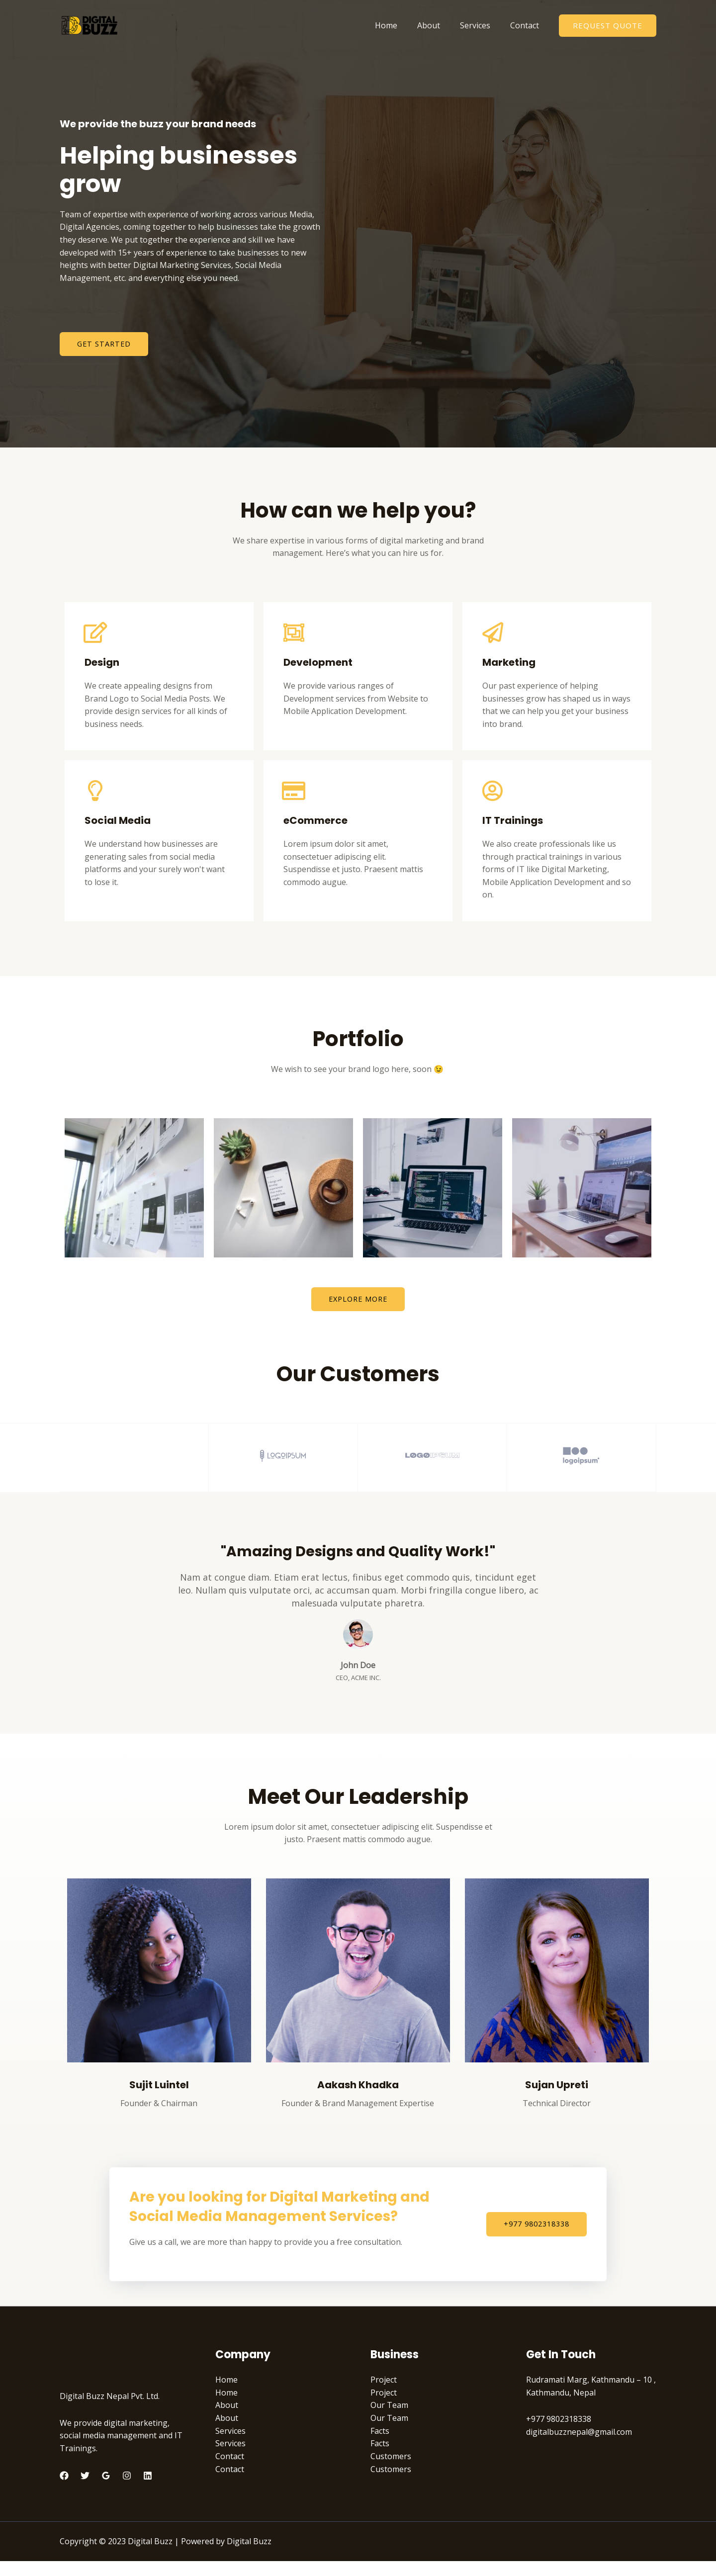 DIGITAL
BUZZ
Home
About
Services
Contact
REQUEST QUOTE
We provide the buzz your brand needs
Helping businesses
grow
Team of expertise with experience of working across various Media,
Digital Agencies, coming together to help businesses take the growth
they deserve. We put together the experience and skill we have
developed with 15+ years of experience to take businesses to new
heights with better Digital Marketing Services, Social Media
Management, etc. and everything else you need.
GET STARTED
How can we help you?
We share expertise in various forms of digital marketing and brand
management. Here's what you can hire us for.
Design
We create appealing designs from
Brand Logo to Social Media Posts. We
provide design services for all kinds of
business needs.
Development
We provide various ranges of
Development services from Website to
Mobile Application Development.
Marketing
Our past experience of helping
businesses grow has shaped us in ways
that we can help you get your business
into brand.
Social Media
We understand how businesses are
generating sales from social media
platforms and your surely won't want
to lose it.
eCommerce
Lorem ipsum dolor sit amet,
consectetuer adipiscing elit.
Suspendisse et justo. Praesent mattis
commodo augue.
IT Trainings
We also create professionals like us
through practical trainings in various
forms of IT like Digital Marketing,
Mobile Application Development and so
on.
Portfolio
We wish to see your brand logo here, soon 😉
EXPLORE MORE
Our Customers
LOGOIPSUM
LOGOIPSUM
logoipsum
"Amazing Designs and Quality Work!"
Nam at congue diam. Etiam erat lectus, finibus eget commodo quis, tincidunt eget
leo. Nullam quis vulputate orci, ac accumsan quam. Morbi fringilla congue libero, ac
malesuada vulputate pharetra.
John Doe
CEO, ACME INC.
Meet Our Leadership
Lorem ipsum dolor sit amet, consectetuer adipiscing elit. Suspendisse et
justo. Praesent mattis commodo augue.
Sujit Luintel
Founder & Chairman
Aakash Khadka
Founder & Brand Management Expertise
Sujan Upreti
Technical Director
Are you looking for Digital Marketing and
Social Media Management Services?
Give us a call, we are more than happy to provide you a free consultation.
+977 9802318338
Digital Buzz Nepal Pvt. Ltd.
We provide digital marketing,
social media management and IT
Trainings.
Company
Home
Home
About
About
Services
Services
Contact
Contact
Business
Project
Project
Our Team
Our Team
Facts
Facts
Customers
Customers
Get In Touch
Rudramati Marg, Kathmandu – 10 ,
Kathmandu, Nepal
+977 9802318338
digitalbuzznepal@gmail.com
Copyright © 2023 Digital Buzz | Powered by Digital Buzz